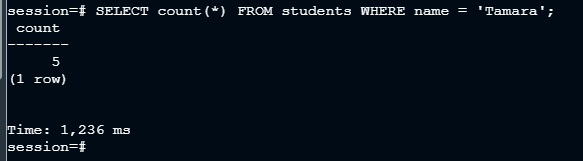 session=# SELECT count(*) FROM students WHERE name = 'Tamara';
count
-------
5
(1 row)
Time: 1,236 ms
session=#